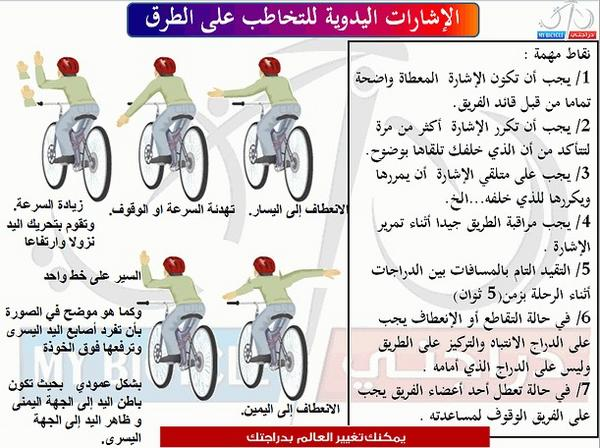 الإشارات اليدوية للتخاطب على الطرق
دراجتي
MY BICYCLE
نقاط مهمة :
1/ يجب أن تكون الإشارة المعطاة واضحة
تماما من قبل قائد الفريق.
2/ يجب أن تكرر الإشارة أكثر من مرة
لتتأكد من أن الذي خلفك تلقاها بوضوح.
3/ يجب على متلقي الإشارة أن يمررها
ويكررها للذي خلفه...الخ.
4/ يجب مراقبة الطريق جيدا أثناء تمرير
الإشارة .
5/ التقيد التام بالمسافات بين الدراجات
أثناء الرحلة بزمن(5 ثوان)
6/ في حالة التقاطع أو الإنعطاف يجب
على الدراج الانتباه والتركيز على الطريق
وليس على الدراج الذي أمامه .
7/ في حالة تعطل أحد أعضاء الفريق يجب
على الفريق الوقوف لمساعدته .
الانعطاف إلى اليسار.
تهدئة السرعة او الوقوف.
زيادة السرعة.
وتقوم بتحريك اليد
نزولا وارتفاعا
السير على خط واحد
وكما هو موضح في الصورة
بأن تفرد أصابع اليد اليسرى
وترفعها فوق الخوذة
بشكل عمودي بحيث تكون
باطن اليد إلى الجهة اليمنى
و ظاهر اليد إلى الجهة
اليسرى.
الانعطاف إلى اليمين.
دراجتي
MY BICYCLE
يمكنك تغيير العالم بدراجتك